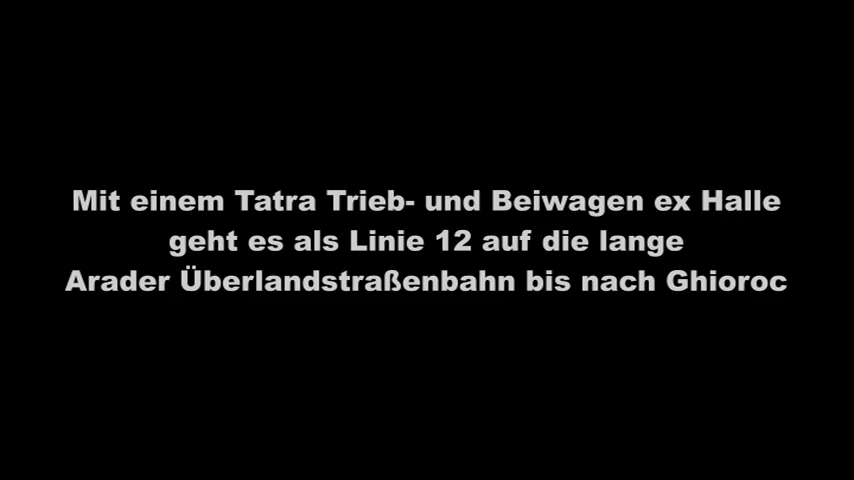 Mit einem Tatra Trieb- und Beiwagen ex Halle
geht es als Linie 12 auf die lange
Arader Überlandstraßenbahn bis nach Ghioroc